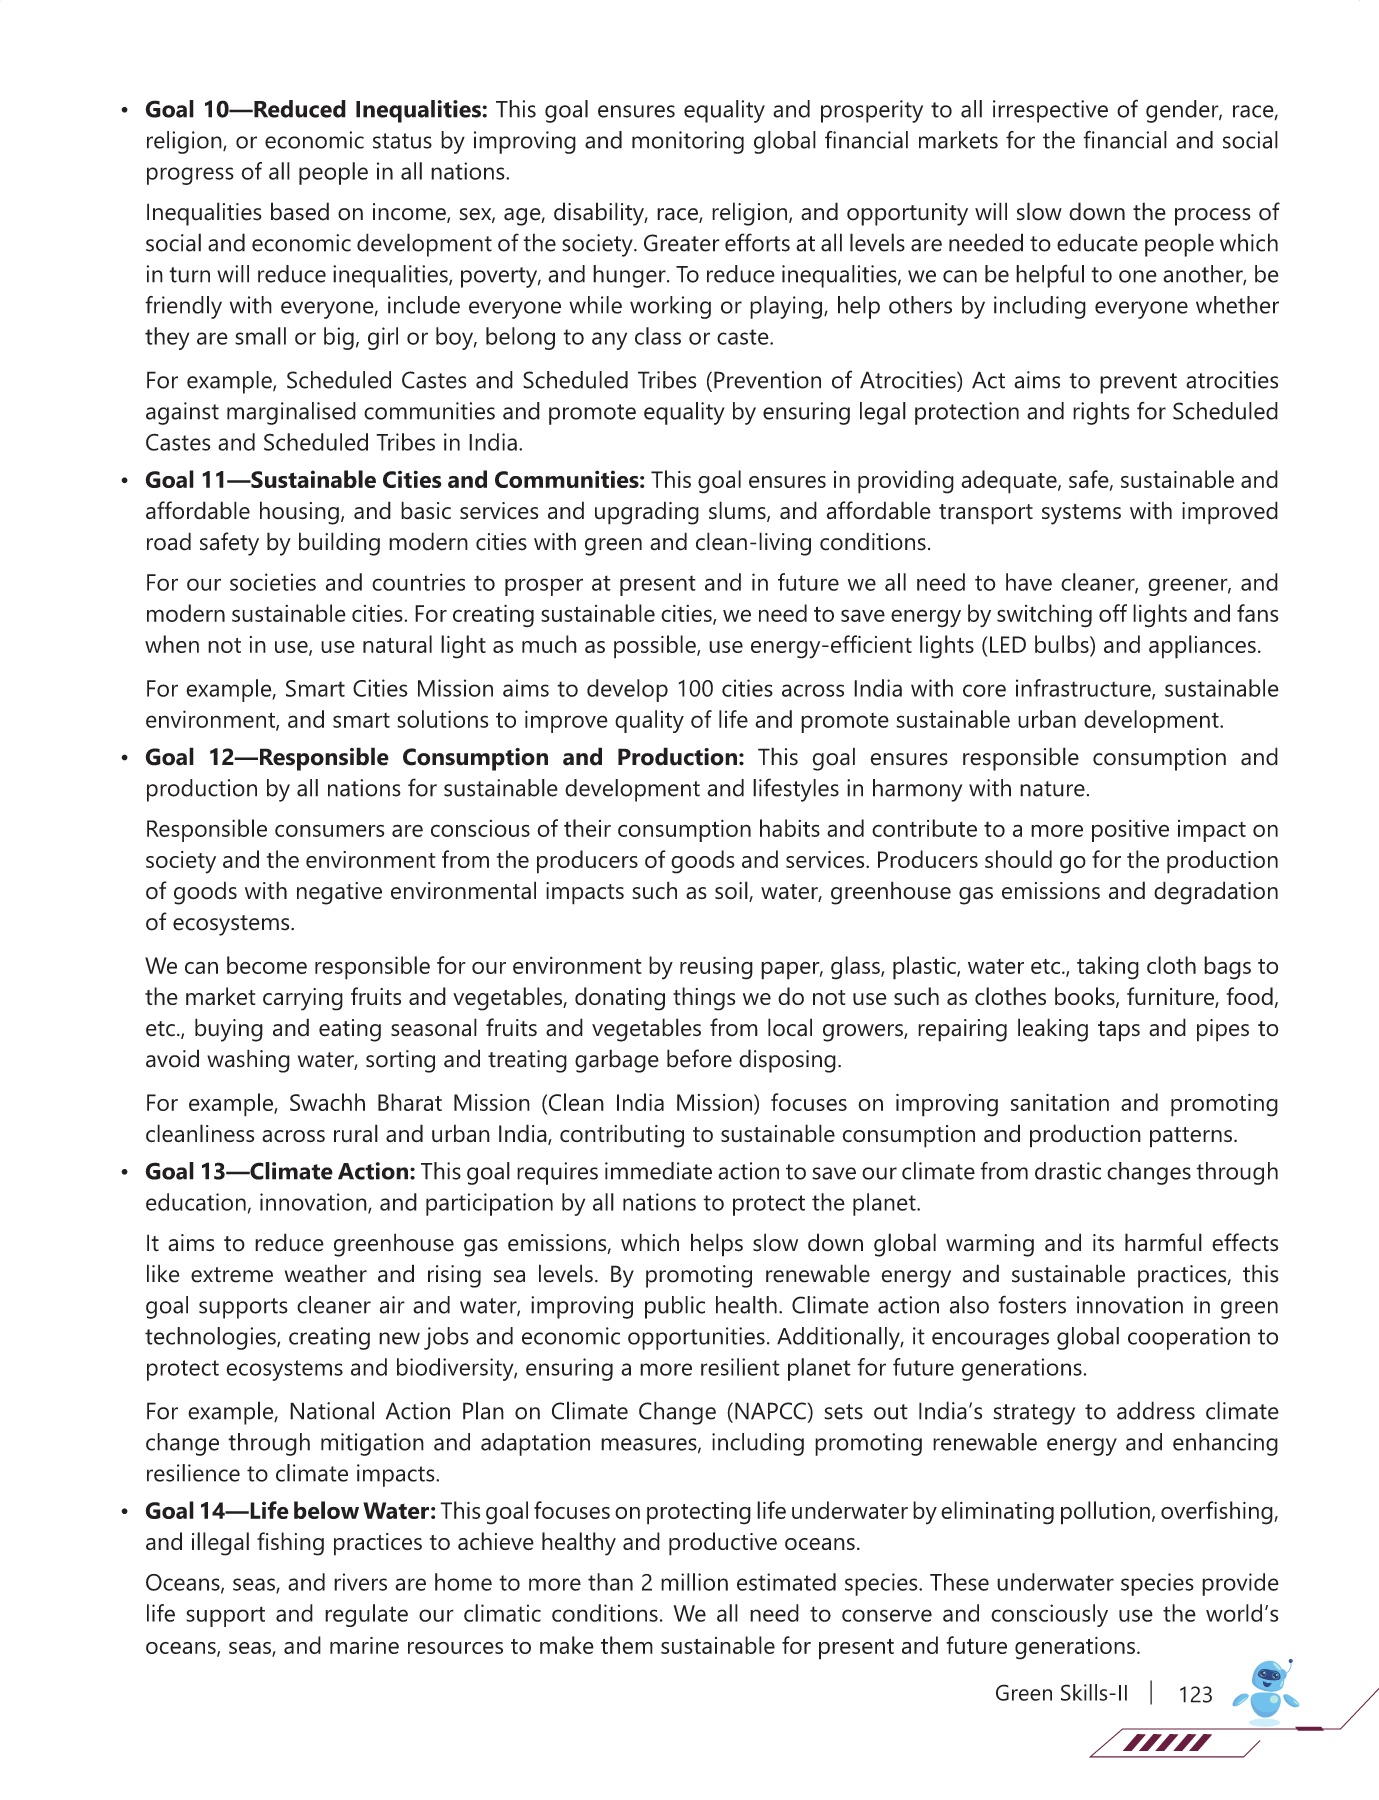 • Goal 10—Reduced Inequalities: This goal ensures equality and prosperity to all irrespective of gender, race,
religion, or economic status by improving and monitoring global financial markets for the financial and social
progress of all people in all nations.
Inequalities based on income, sex, age, disability, race, religion, and opportunity will slow down the process of
social and economic development of the society. Greater efforts at all levels are needed to educate people which
in turn will reduce inequalities, poverty, and hunger. To reduce inequalities, we can be helpful to one another, be
friendly with everyone, include everyone while working or playing, help others by including everyone whether
they are small or big, girl or boy, belong to any class or caste.
For example, Scheduled Castes and Scheduled Tribes (Prevention of Atrocities) Act aims to prevent atrocities
against marginalised communities and promote equality by ensuring legal protection and rights for Scheduled
Castes and Scheduled Tribes in India.
• Goal 11—Sustainable Cities and Communities: This goal ensures in providing adequate, safe, sustainable and
affordable housing, and basic services and upgrading slums, and affordable transport systems with improved
road safety by building modern cities with green and clean-living conditions.
For our societies and countries to prosper at present and in future we all need to have cleaner, greener, and
modern sustainable cities. For creating sustainable cities, we need to save energy by switching off lights and fans
when not in use, use natural light as much as possible, use energy-efficient lights (LED bulbs) and appliances.
For example, Smart Cities Mission aims to develop 100 cities across India with core infrastructure, sustainable
environment, and smart solutions to improve quality of life and promote sustainable urban development.
• Goal 12—Responsible Consumption and Production: This goal ensures responsible consumption and
production by all nations for sustainable development and lifestyles in harmony with nature.
Responsible consumers are conscious of their consumption habits and contribute to a more positive impact on
society and the environment from the producers of goods and services. Producers should go for the production
of goods with negative environmental impacts such as soil, water, greenhouse gas emissions and degradation
of ecosystems.
We can become responsible for our environment by reusing paper, glass, plastic, water etc., taking cloth bags to
the market carrying fruits and vegetables, donating things we do not use such as clothes books, furniture, food,
etc., buying and eating seasonal fruits and vegetables from local growers, repairing leaking taps and pipes to
avoid washing water, sorting and treating garbage before disposing.
For example, Swachh Bharat Mission (Clean India Mission) focuses on improving sanitation and promoting
cleanliness across rural and urban India, contributing to sustainable consumption and production patterns.
• Goal 13—Climate Action: This goal requires immediate action to save our climate from drastic changes through
education, innovation, and participation by all nations to protect the planet.
It aims to reduce greenhouse gas emissions, which helps slow down global warming and its harmful effects
like extreme weather and rising sea levels. By promoting renewable energy and sustainable practices, this
goal supports cleaner air and water, improving public health. Climate action also fosters innovation in green
technologies, creating new jobs and economic opportunities. Additionally, it encourages global cooperation to
protect ecosystems and biodiversity, ensuring a more resilient planet for future generations.
For example, National Action Plan on Climate Change (NAPCC) sets out India’s strategy to address climate
change through mitigation and adaptation measures, including promoting renewable energy and enhancing
resilience to climate impacts.
• Goal 14—Life below Water: This goal focuses on protecting life underwater by eliminating pollution, overfishing,
and illegal fishing practices to achieve healthy and productive oceans.
Oceans, seas, and rivers are home to more than 2 million estimated species. These underwater species provide
life support and regulate our climatic conditions. We all need to conserve and consciously use the world’s
oceans, seas, and marine resources to make them sustainable for present and future generations.
Green Skills-II | 123